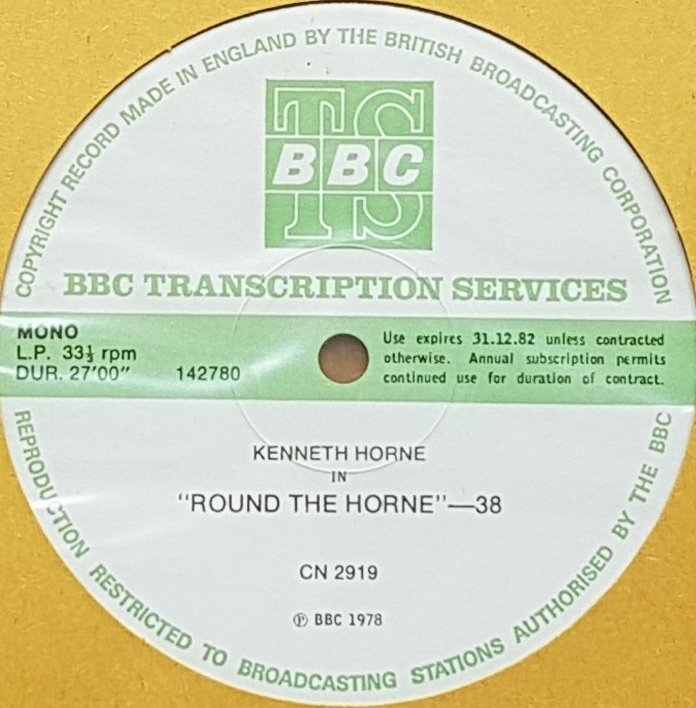 COPYRIGHT RECORD MADE IN ENGLAND BY THE BRITISH BROADCASTING CORPORATION
TS
BBC
BBC TRANSCRIPTION SERVICES
MONO
L.P. 33⅓ rpm
DUR. 27'00" 142780
Use expires 31.12.82 unless contracted
otherwise. Annual subscription permits
continued use for duration of contract.
KENNETH HORNE
IN
"ROUND THE HORNE"—38
CN 2919
℗ BBC 1978
REPRODUCTION RESTRICTED TO BROADCASTING STATIONS AUTHORISED BY THE BBC